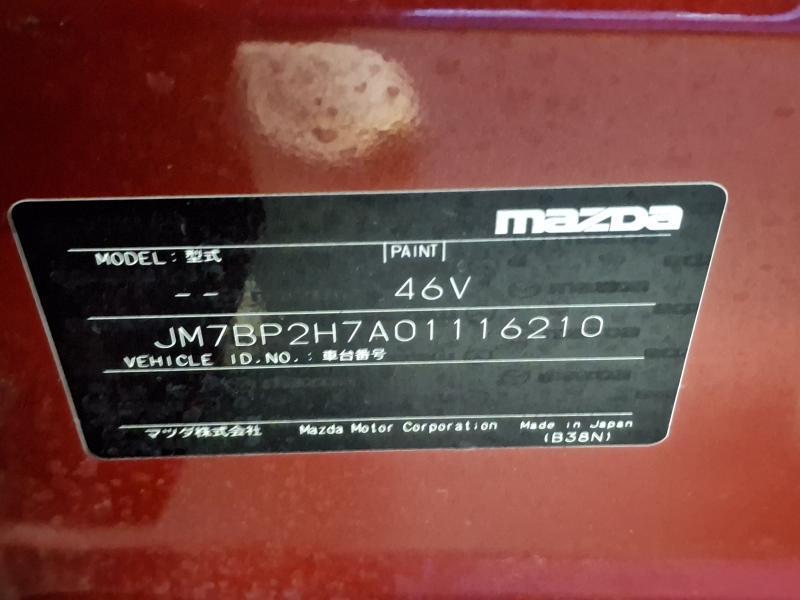 mazda
MODEL: 型式 PAINT
-- 46V
JM7BP2H7A01116210
VEHICLE ID.NO.: 車台番号
マツダ株式会社 Mazda Motor Corporation Made in Japan
(B38N)